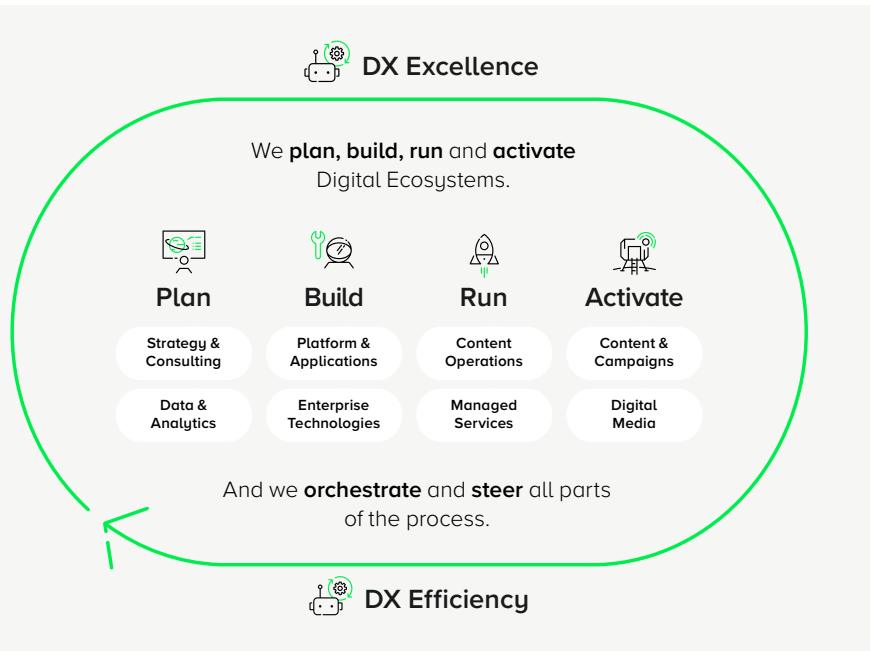 DX Excellence
We plan, build, run and activate
Digital Ecosystems.
Plan
Build
Run
Activate
Strategy &
Consulting
Platform &
Applications
Content
Operations
Content &
Campaigns
Data &
Analytics
Enterprise
Technologies
Managed
Services
Digital
Media
And we orchestrate and steer all parts
of the process.
DX Efficiency